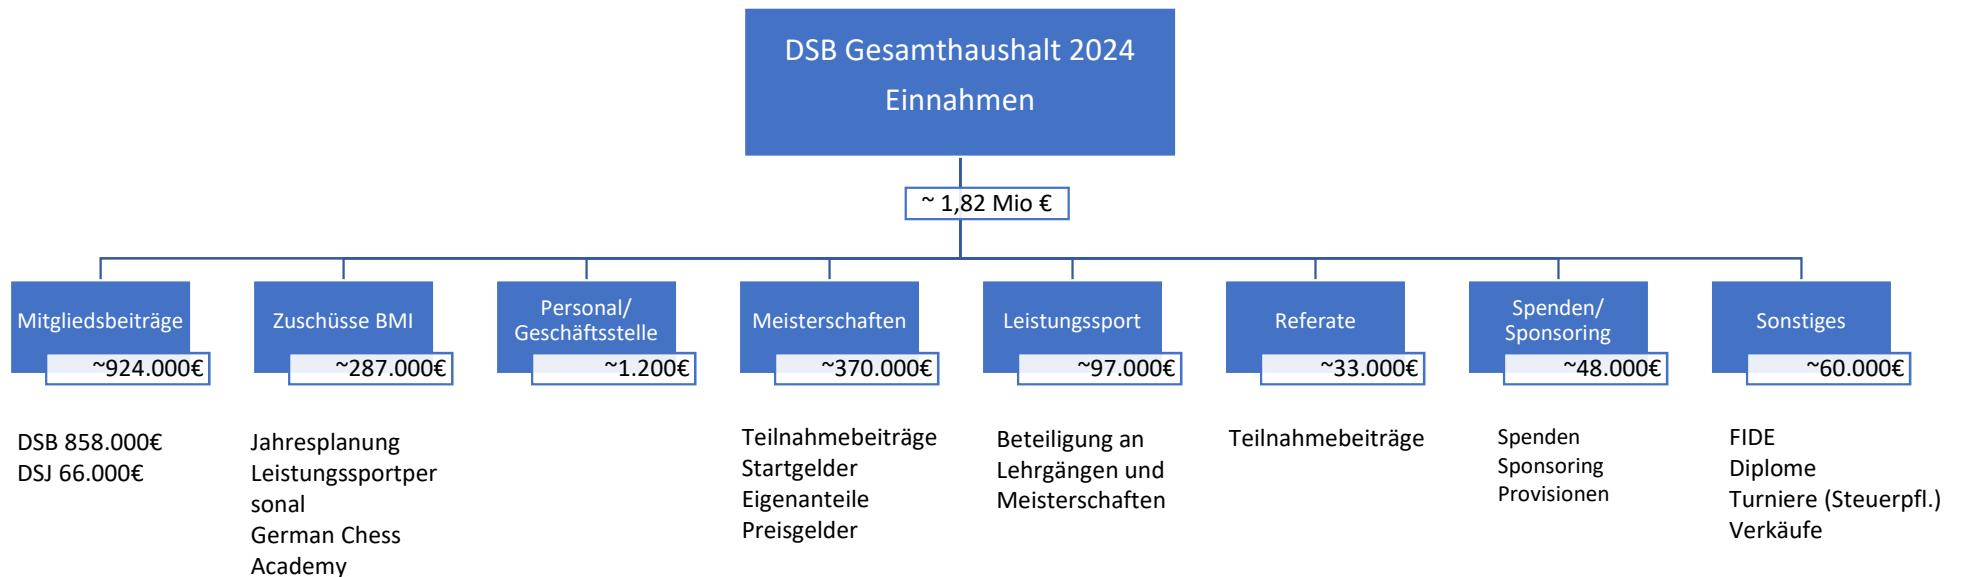 DSB Gesamthaushalt 2024
Einnahmen
~ 1,82 Mio €
Mitgliedsbeiträge
~924.000€
DSB 858.000€
DSJ 66.000€
Zuschüsse BMI
~287.000€
Jahresplanung
Leistungssportper
sonal
German Chess
Academy
Personal/
Geschäftsstelle
~1.200€
Meisterschaften
~370.000€
Teilnahmebeiträge
Startgelder
Eigenanteile
Preisgelder
Leistungssport
~97.000€
Beteiligung an
Lehrgängen und
Meisterschaften
Referate
~33.000€
Teilnahmebeiträge
Spenden/
Sponsoring
~48.000€
Spenden
Sponsoring
Provisionen
Sonstiges
~60.000€
FIDE
Diplome
Turniere (Steuerpfl.)
Verkäufe